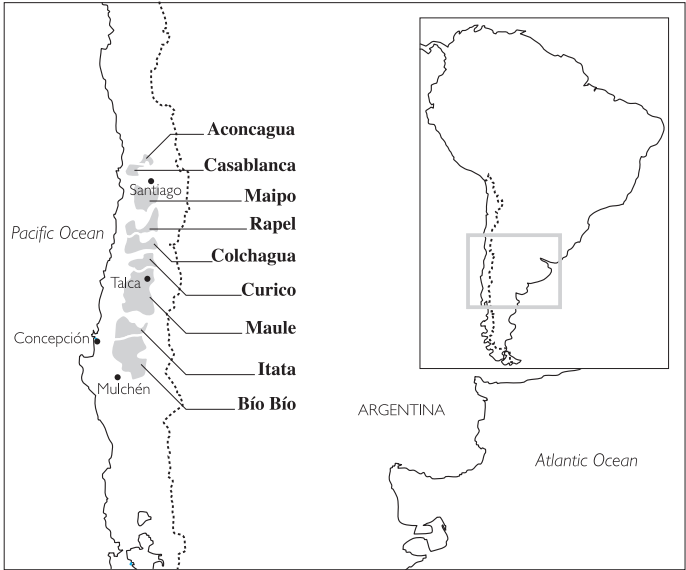 Aconcagua
Casablanca
Santiago
Maipo
Rapel
Pacific Ocean
Colchagua
Talca
Curico
Maule
Concepción
Itata
Mulchén
Bío Bío
ARGENTINA
Atlantic Ocean